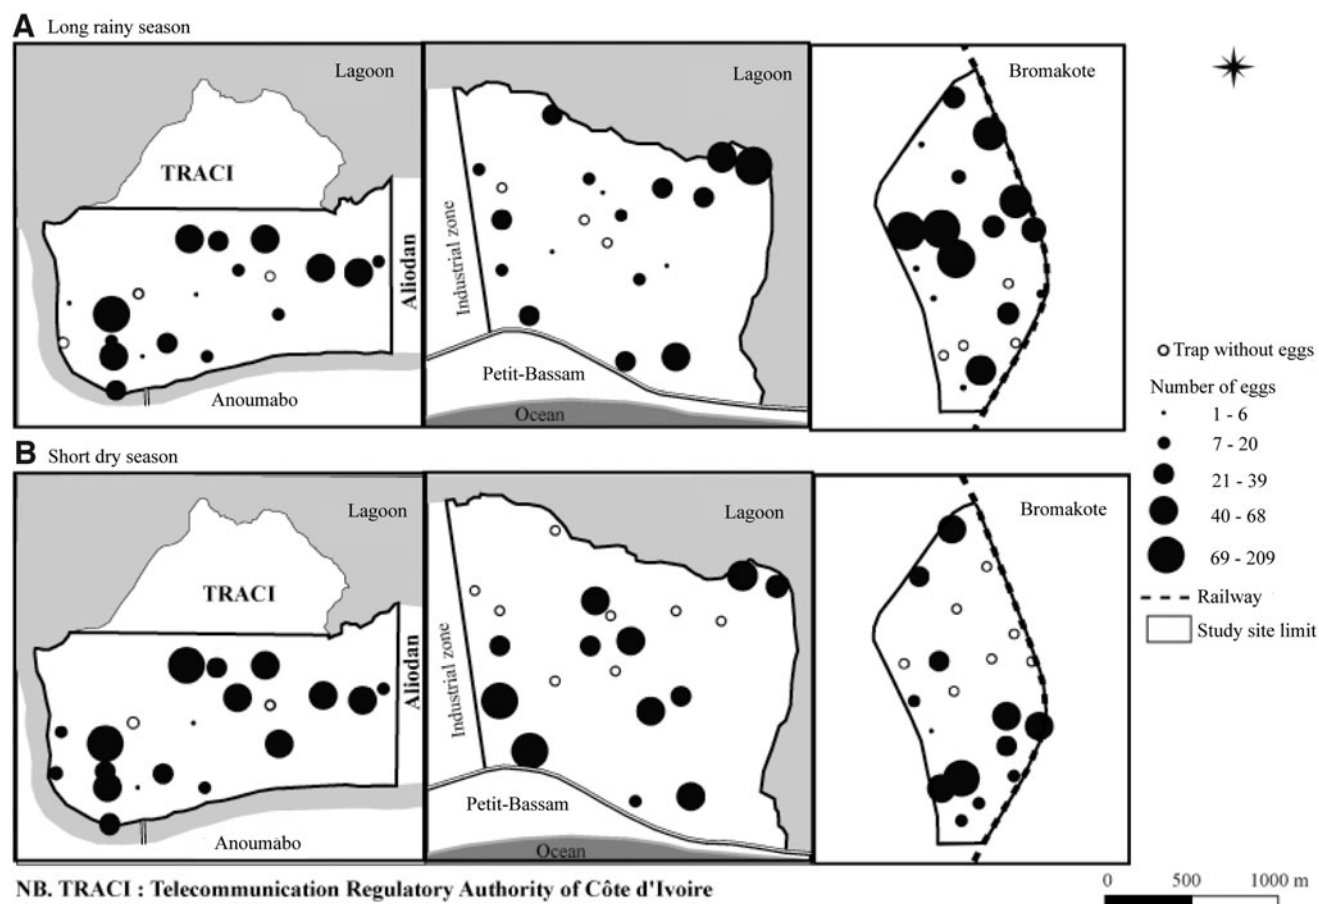 A Long rainy season
Lagoon
TRACI
Aliodan
Anoumabo
Lagoon
Industrial zone
Petit-Bassam
Ocean
Bromakote
B Short dry season
Lagoon
TRACI
Aliodan
Anoumabo
Lagoon
Industrial zone
Petit-Bassam
Ocean
Bromakote
Trap without eggs
Number of eggs
1 - 6
7 - 20
21 - 39
40 - 68
69 - 209
Railway
Study site limit
NB. TRACI : Telecommunication Regulatory Authority of Côte d'Ivoire
0 500 1000 m